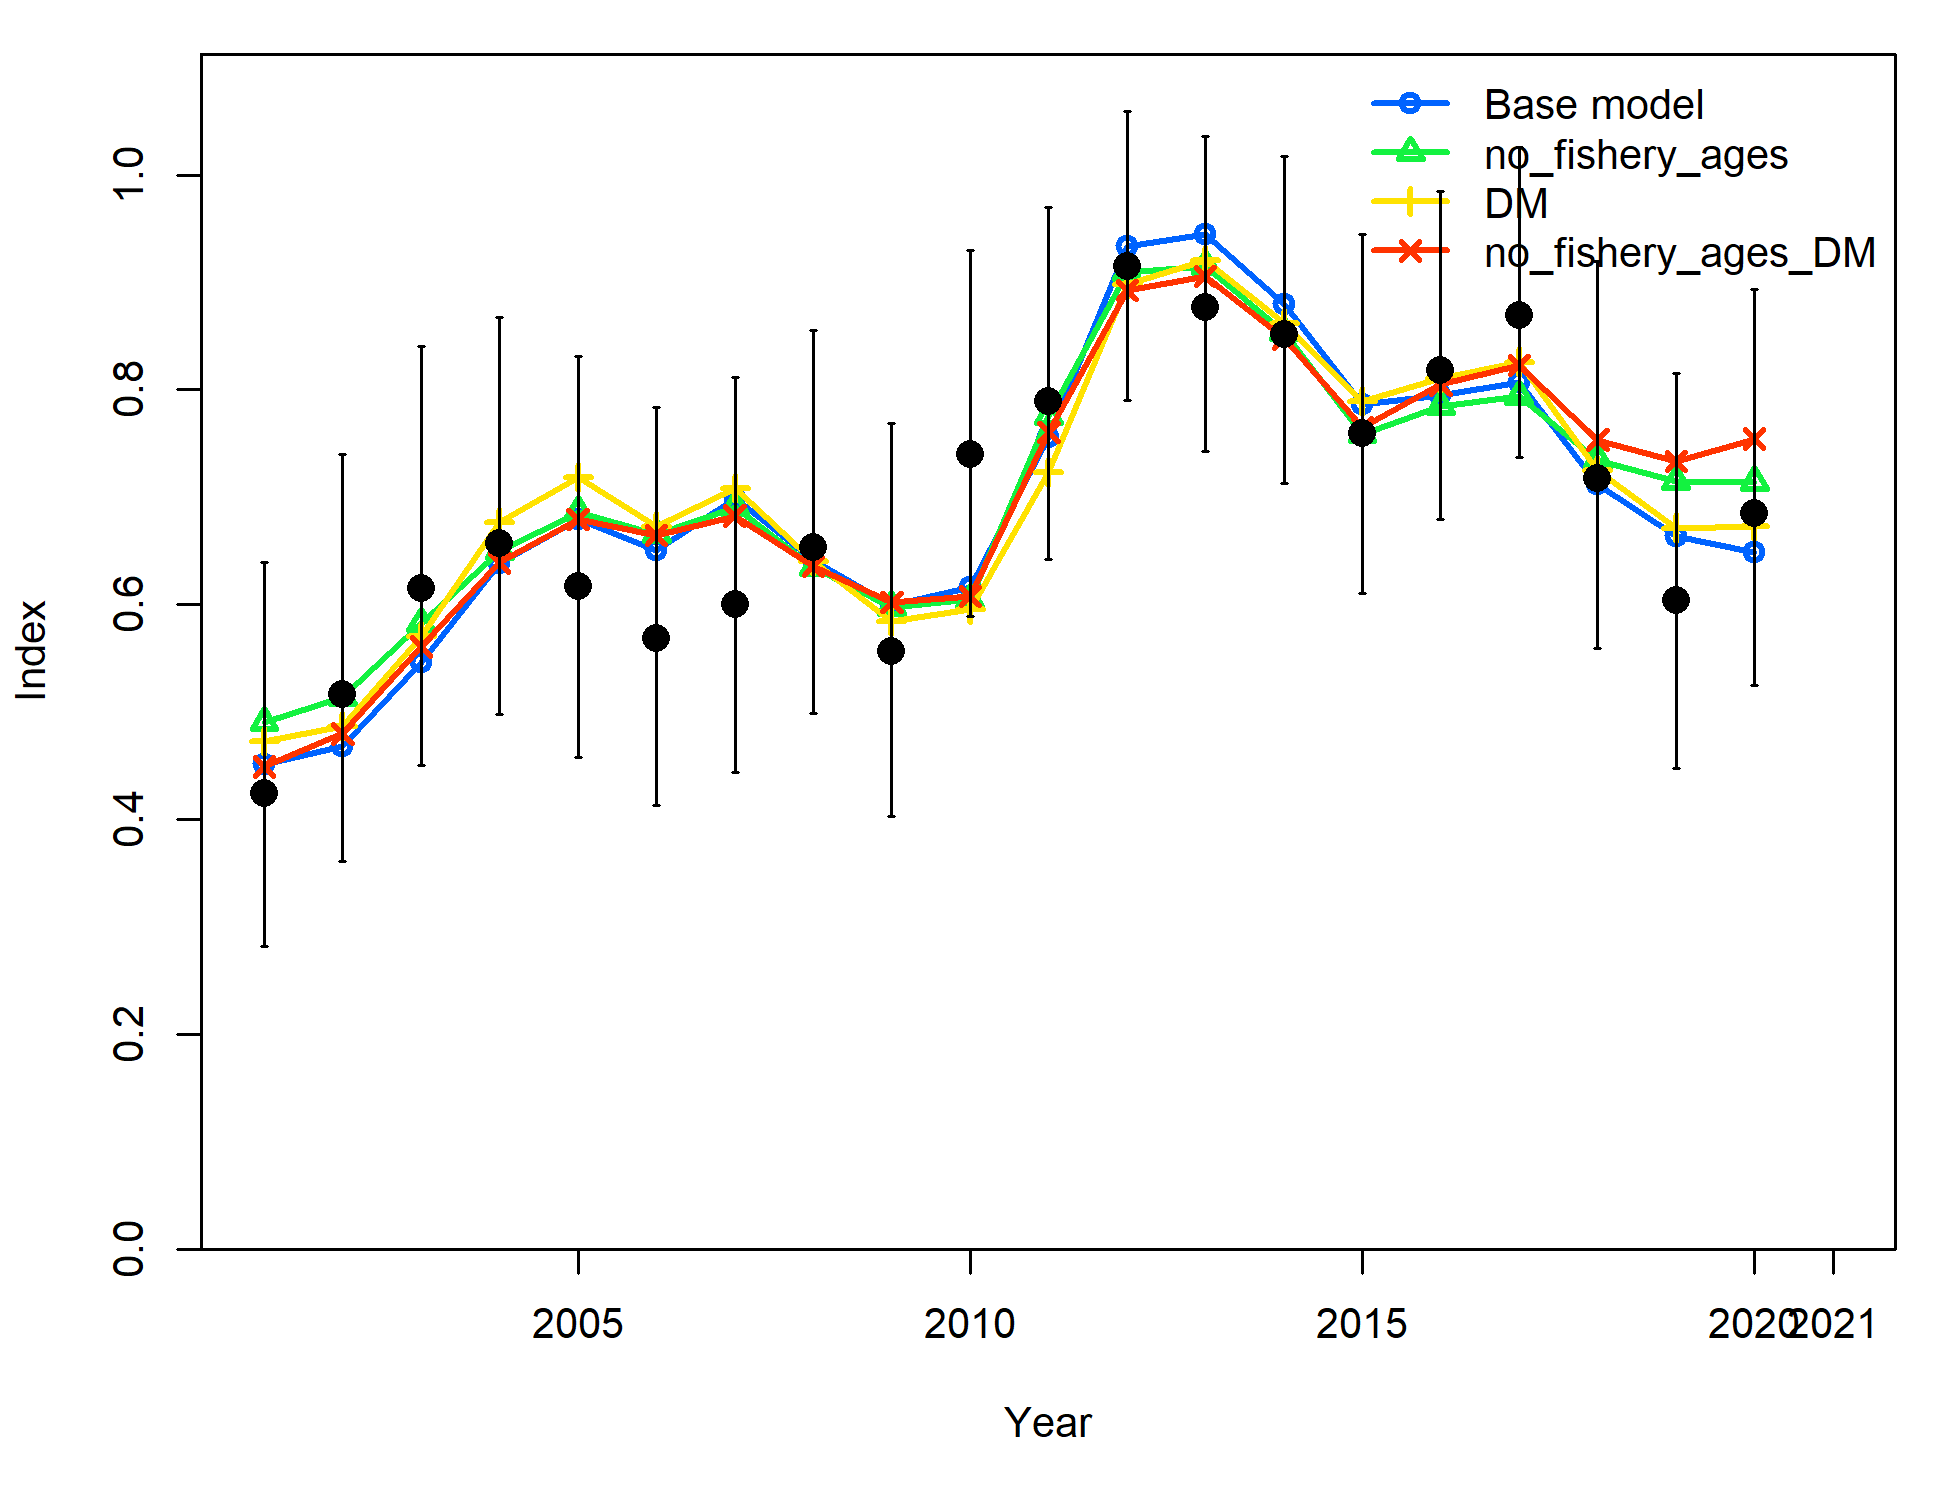 Base model
no_fishery_ages
DM
no_fishery_ages_DM
1.0
0.8
0.6
0.4
0.2
0.0
Index
2005 2010 2015 2020 2021
Year